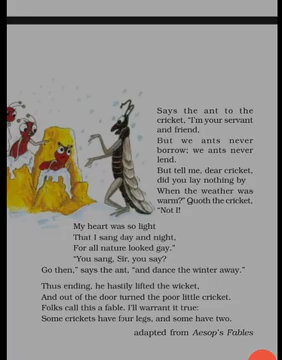 Says the ant to the
cricket, "I'm your servant
and friend,
But we ants never
borrow; we ants never
lend.
But tell me, dear cricket,
did you lay nothing by
When the weather was
warm?" Quoth the cricket,
"Not I!
My heart was so light
That I sang day and night,
For all nature looked gay."
"You sang, Sir, you say?
Go then," says the ant, "and dance the winter away."
Thus ending, he hastily lifted the wicket,
And out of the door turned the poor little cricket.
Folks call this a fable. I'll warrant it true:
Some crickets have four legs, and some have two.
adapted from Aesop's Fables